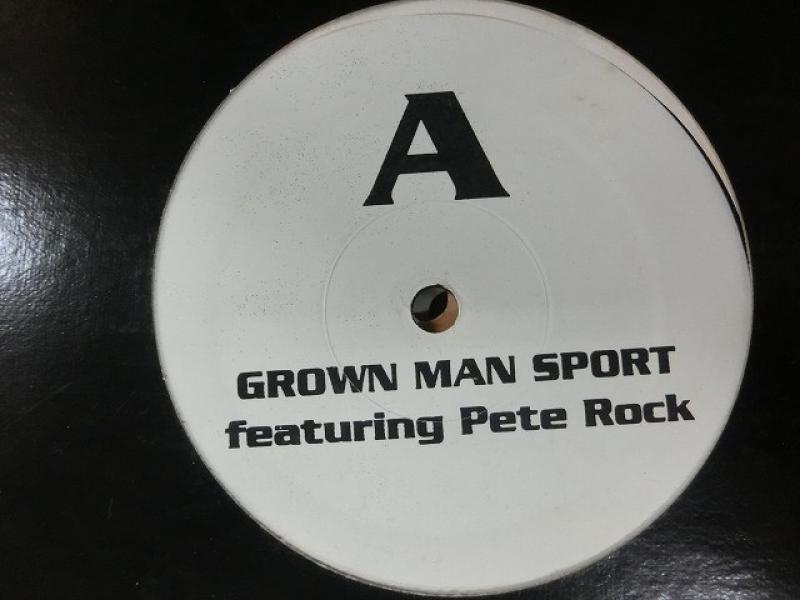 A
GROWN MAN SPORT
featuring Pete Rock